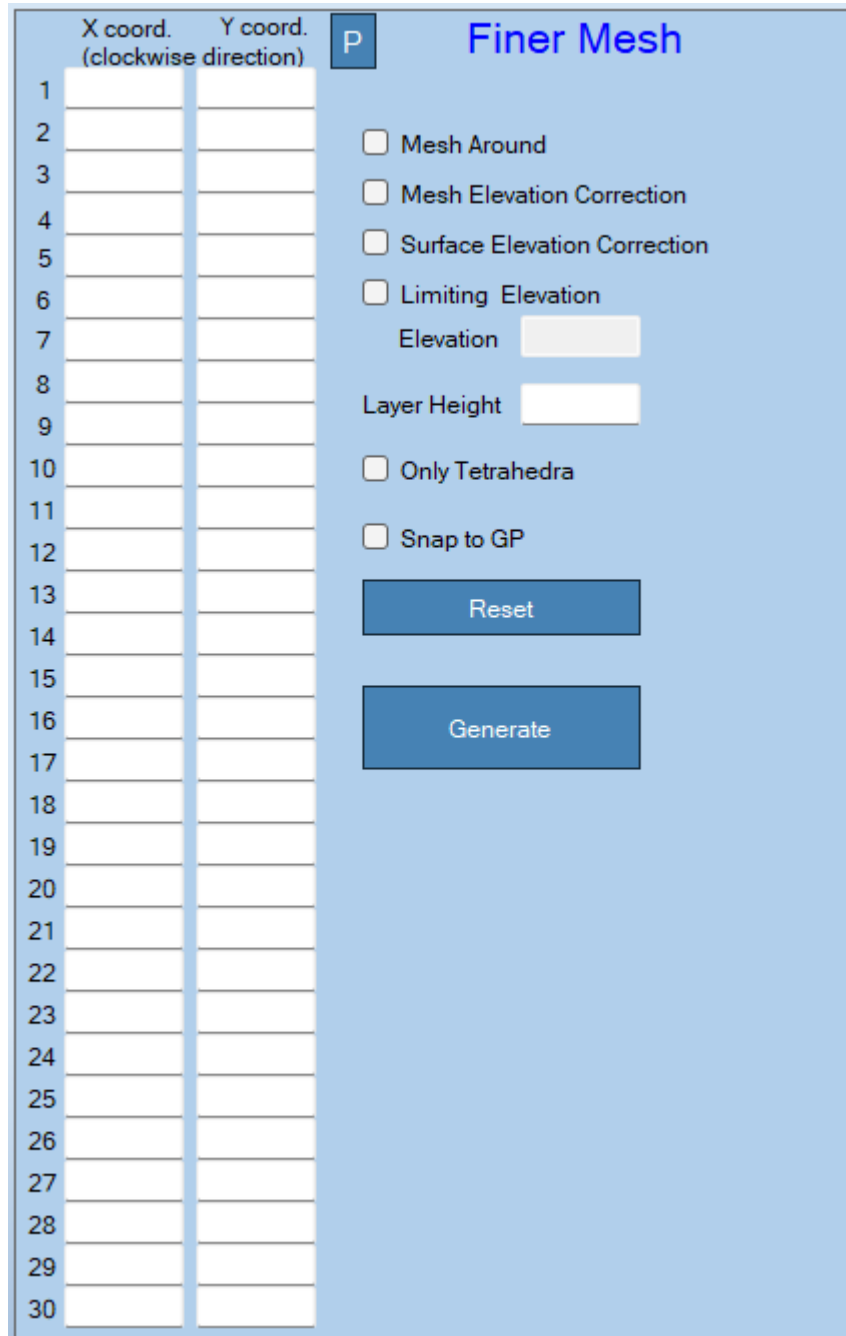 X coord. Y coord.
(clockwise direction)
P
Finer Mesh
1
2
3
4
5
6
7
8
9
10
11
12
13
14
15
16
17
18
19
20
21
22
23
24
25
26
27
28
29
30
Mesh Around
Mesh Elevation Correction
Surface Elevation Correction
Limiting Elevation
Elevation
Layer Height
Only Tetrahedra
Snap to GP
Reset
Generate